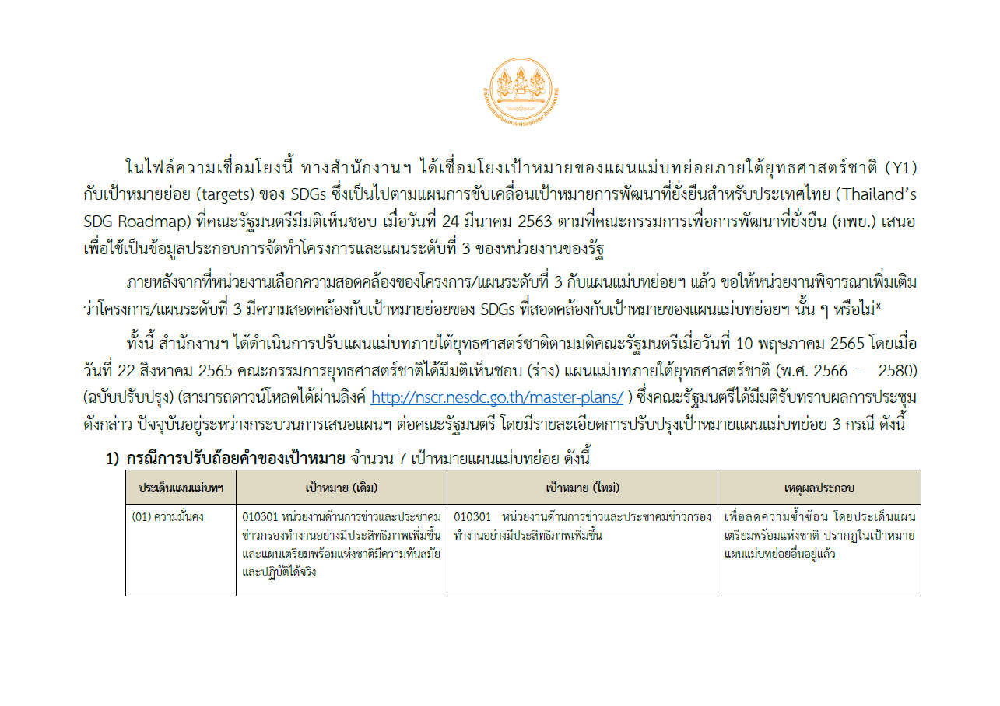 สำนักงานสภาพัฒนาการเศรษฐกิจและสังคมแห่งชาติ
ในไฟล์ความเชื่อมโยงนี้ ทางสำนักงานฯ ได้เชื่อมโยงเป้าหมายของแผนแม่บทย่อยภายใต้ยุทธศาสตร์ชาติ (Y1)
กับเป้าหมายย่อย (targets) ของ SDGs ซึ่งเป็นไปตามแผนการขับเคลื่อนเป้าหมายการพัฒนาที่ยั่งยืนสำหรับประเทศไทย (Thailand’s
SDG Roadmap) ที่คณะรัฐมนตรีมีมติเห็นชอบ เมื่อวันที่ 24 มีนาคม 2563 ตามที่คณะกรรมการเพื่อการพัฒนาที่ยั่งยืน (กพย.) เสนอ
เพื่อใช้เป็นข้อมูลประกอบการจัดทำโครงการและแผนระดับที่ 3 ของหน่วยงานของรัฐ
ภายหลังจากที่หน่วยงานเลือกความสอดคล้องของโครงการ/แผนระดับที่ 3 กับแผนแม่บทย่อยฯ แล้ว ขอให้หน่วยงานพิจารณาเพิ่มเติม
ว่าโครงการ/แผนระดับที่ 3 มีความสอดคล้องกับเป้าหมายย่อยของ SDGs ที่สอดคล้องกับเป้าหมายของแผนแม่บทย่อยฯ นั้น ๆ หรือไม่*
ทั้งนี้ สำนักงานฯ ได้ดำเนินการปรับแผนแม่บทภายใต้ยุทธศาสตร์ชาติตามมติคณะรัฐมนตรีเมื่อวันที่ 10 พฤษภาคม 2565 โดยเมื่อ
วันที่ 22 สิงหาคม 2565 คณะกรรมการยุทธศาสตร์ชาติได้มีมติเห็นชอบ (ร่าง) แผนแม่บทภายใต้ยุทธศาสตร์ชาติ (พ.ศ. 2566 – 2580)
(ฉบับปรับปรุง) (สามารถดาวน์โหลดได้ผ่านลิงค์ http://nscr.nesdc.go.th/master-plans/ ) ซึ่งคณะรัฐมนตรีได้มีมติรับทราบผลการประชุม
ดังกล่าว ปัจจุบันอยู่ระหว่างกระบวนการเสนอแผนฯ ต่อคณะรัฐมนตรี โดยมีรายละเอียดการปรับปรุงเป้าหมายแผนแม่บทย่อย 3 กรณี ดังนี้
1) กรณีการปรับถ้อยคำของเป้าหมาย จำนวน 7 เป้าหมายแผนแม่บทย่อย ดังนี้
ประเด็นแผนแม่บทฯ
เป้าหมาย (เดิม)
เป้าหมาย (ใหม่)
เหตุผลประกอบ
(01) ความมั่นคง
010301 หน่วยงานด้านการข่าวและประชาคม
ข่าวกรองทำงานอย่างมีประสิทธิภาพเพิ่มขึ้น
และแผนเตรียมพร้อมแห่งชาติมีความทันสมัย
และปฏิบัติได้จริง
010301 หน่วยงานด้านการข่าวและประชาคมข่าวกรอง
ทำงานอย่างมีประสิทธิภาพเพิ่มขึ้น
เพื่อลดความซ้ำซ้อน โดยประเด็นแผน
เตรียมพร้อมแห่งชาติ ปรากฏในเป้าหมาย
แผนแม่บทย่อยอื่นอยู่แล้ว